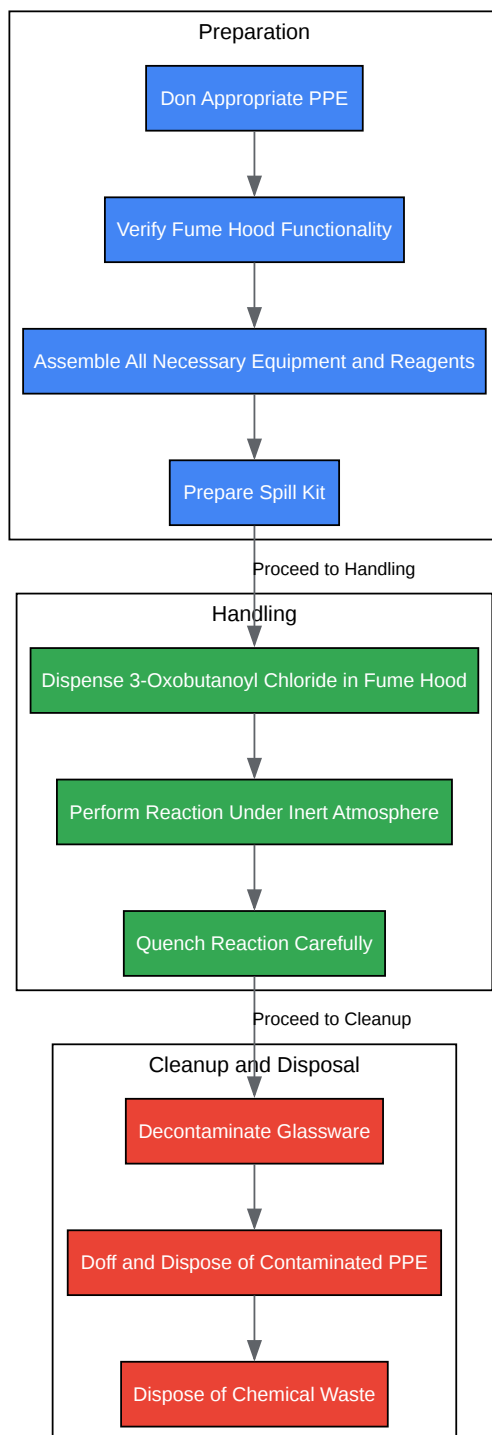 Preparation
Don Appropriate PPE
Verify Fume Hood Functionality
Assemble All Necessary Equipment and Reagents
Prepare Spill Kit
Proceed to Handling
Handling
Dispense 3-Oxobutanoyl Chloride in Fume Hood
Perform Reaction Under Inert Atmosphere
Quench Reaction Carefully
Proceed to Cleanup
Cleanup and Disposal
Decontaminate Glassware
Doff and Dispose of Contaminated PPE
Dispose of Chemical Waste